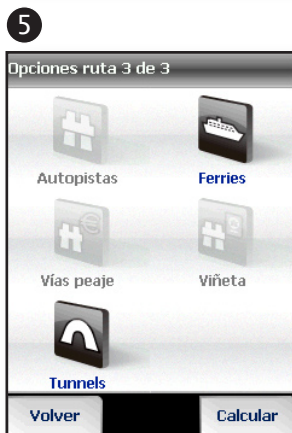 5
Opciones ruta 3 de 3
Autopistas
Ferries
Vías peaje
Viñeta
Tunnels
Volver
Calcular